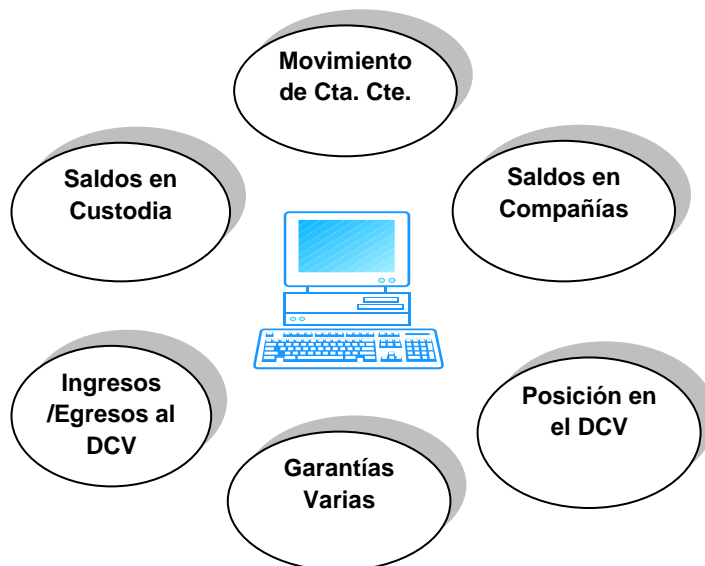 Movimiento
de Cta. Cte.
Saldos en
Custodia
Saldos en
Compañías
Ingresos
/Egresos al
DCV
Posición en
el DCV
Garantías
Varias